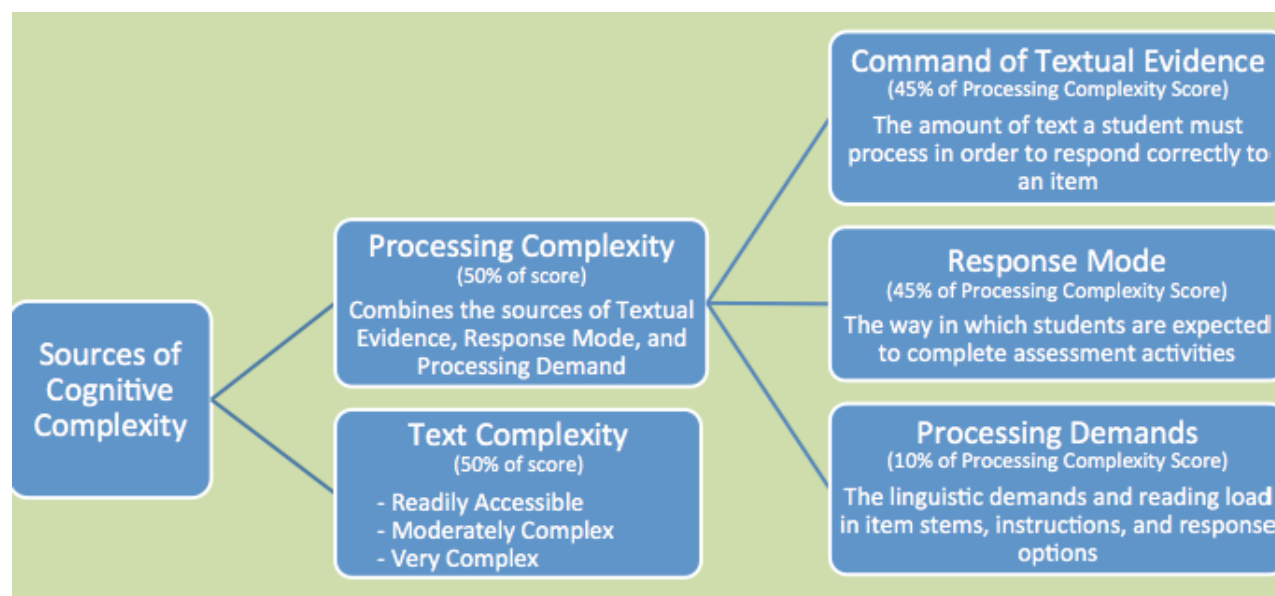 Sources of
Cognitive
Complexity
Processing Complexity
(50% of score)
Combines the sources of Textual
Evidence, Response Mode, and
Processing Demand
Text Complexity
(50% of score)
- Readily Accessible
- Moderately Complex
- Very Complex
Command of Textual Evidence
(45% of Processing Complexity Score)
The amount of text a student must
process in order to respond correctly to
an item
Response Mode
(45% of Processing Complexity Score)
The way in which students are expected
to complete assessment activities
Processing Demands
(10% of Processing Complexity Score)
The linguistic demands and reading load
in item stems, instructions, and response
options